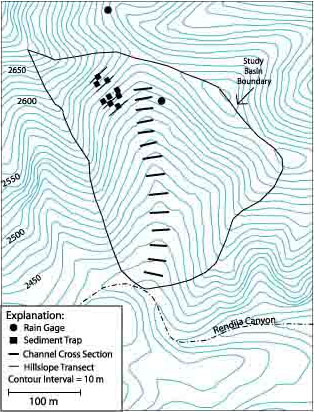 2650
Study
Basin
Boundary
2600
2550
2500
2450
Rendija Canyon
Explanation:
Rain Gage
Sediment Trap
Channel Cross Section
Hillslope Transect
Contour Interval = 10 m
100 m